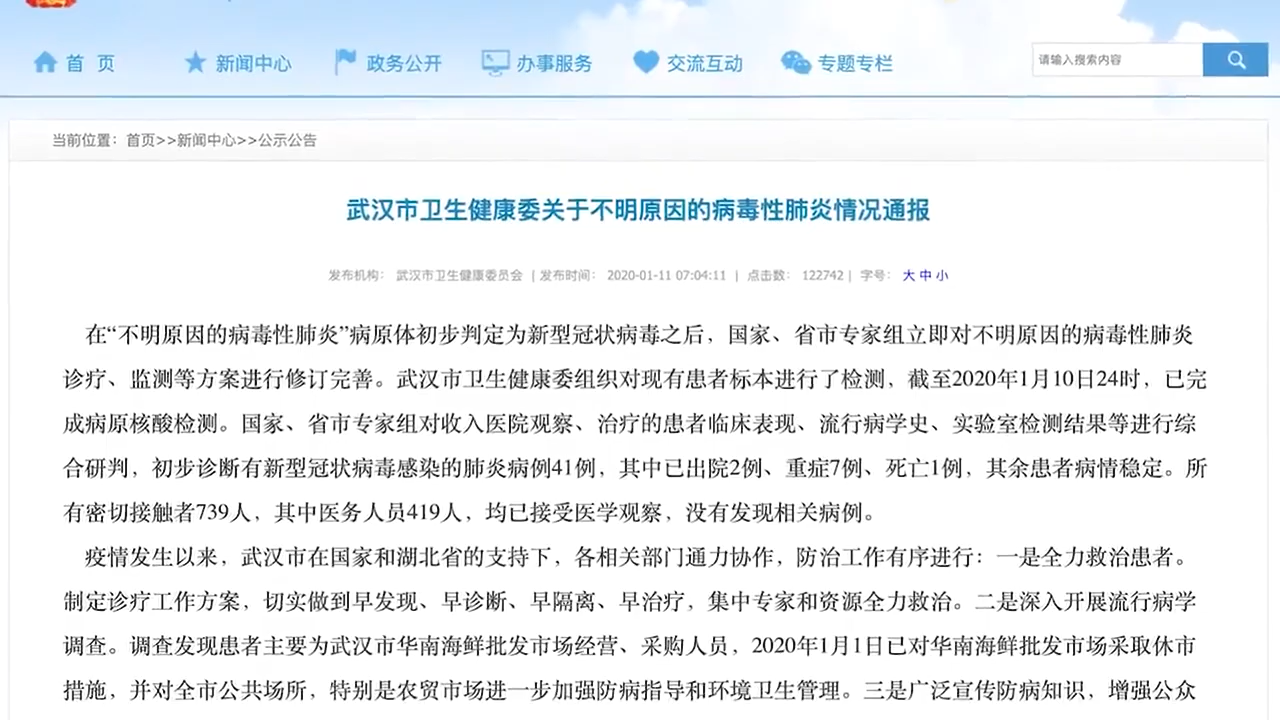 首 页
新闻中心
政务公开
办事服务
交流互动
专题专栏
请输入搜索内容
当前位置：首页>>新闻中心>>公示公告
武汉市卫生健康委关于不明原因的病毒性肺炎情况通报
发布机构： 武汉市卫生健康委员会 | 发布时间： 2020-01-11 07:04:11 | 点击数： 122742 | 字号： 大 中 小
在“不明原因的病毒性肺炎”病原体初步判定为新型冠状病毒之后，国家、省市专家组立即对不明原因的病毒性肺炎
诊疗、监测等方案进行修订完善。武汉市卫生健康委组织对现有患者标本进行了检测，截至2020年1月10日24时，已完
成病原核酸检测。国家、省市专家组对收入医院观察、治疗的患者临床表现、流行病学史、实验室检测结果等进行综
合研判，初步诊断有新型冠状病毒感染的肺炎病例41例，其中已出院2例、重症7例、死亡1例，其余患者病情稳定。所
有密切接触者739人，其中医务人员419人，均已接受医学观察，没有发现相关病例。
疫情发生以来，武汉市在国家和湖北省的支持下，各相关部门通力协作，防治工作有序进行：一是全力救治患者。
制定诊疗工作方案，切实做到早发现、早诊断、早隔离、早治疗，集中专家和资源全力救治。二是深入开展流行病学
调查。调查发现患者主要为武汉市华南海鲜批发市场经营、采购人员，2020年1月1日已对华南海鲜批发市场采取休市
措施，并对全市公共场所，特别是农贸市场进一步加强防病指导和环境卫生管理。三是广泛宣传防病知识，增强公众